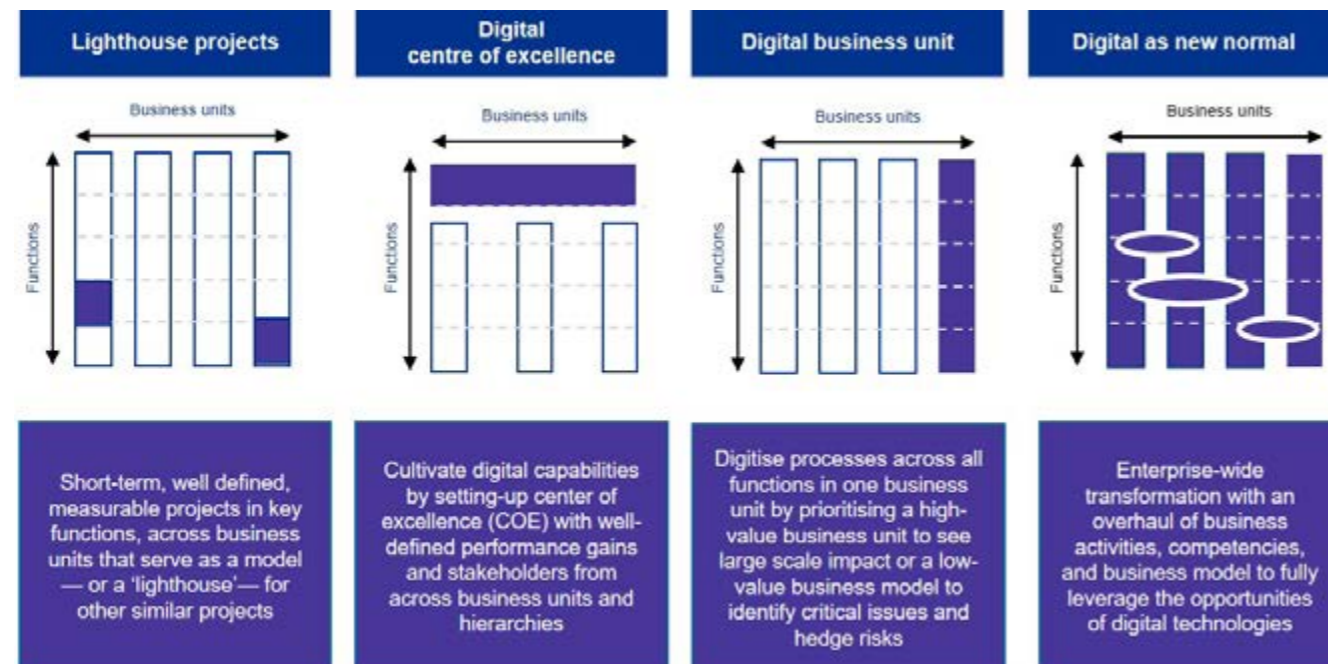 Lighthouse projects
Digital
centre of excellence
Digital business unit
Digital as new normal
Business units
Functions
Business units
Functions
Business units
Functions
Business units
Functions
Short-term, well defined,
measurable projects in key
functions, across business
units that serve as a model
— or a ‘lighthouse’— for
other similar projects
Cultivate digital capabilities
by setting-up center of
excellence (COE) with well-
defined performance gains
and stakeholders from
across business units and
hierarchies
Digitise processes across all
functions in one business
unit by prioritising a high-
value business unit to see
large scale impact or a low-
value business model to
identify critical issues and
hedge risks
Enterprise-wide
transformation with an
overhaul of business
activities, competencies,
and business model to fully
leverage the opportunities
of digital technologies